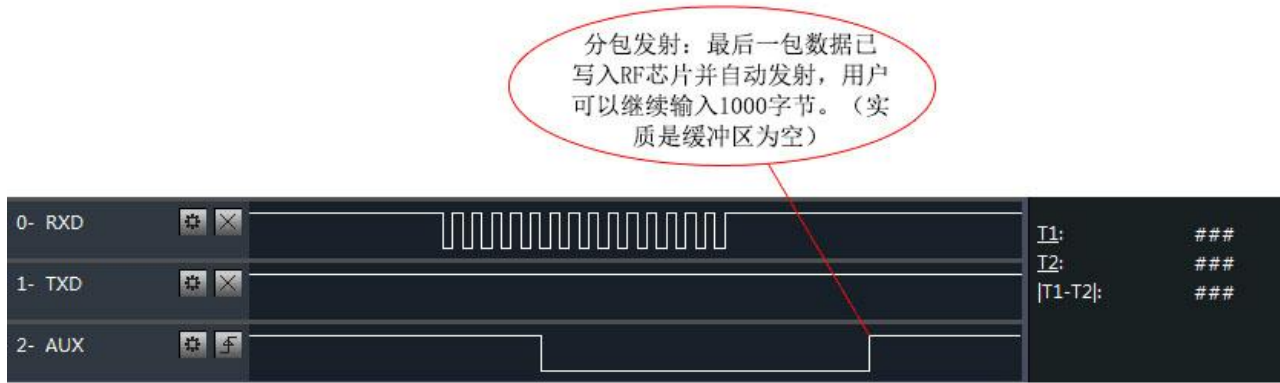 分包发射：最后一包数据已
写入RF芯片并自动发射，用户
可以继续输入1000字节。（实
质是缓冲区为空）
0- RXD
1- TXD
2- AUX
T1: ###
T2: ###
|T1-T2|: ###